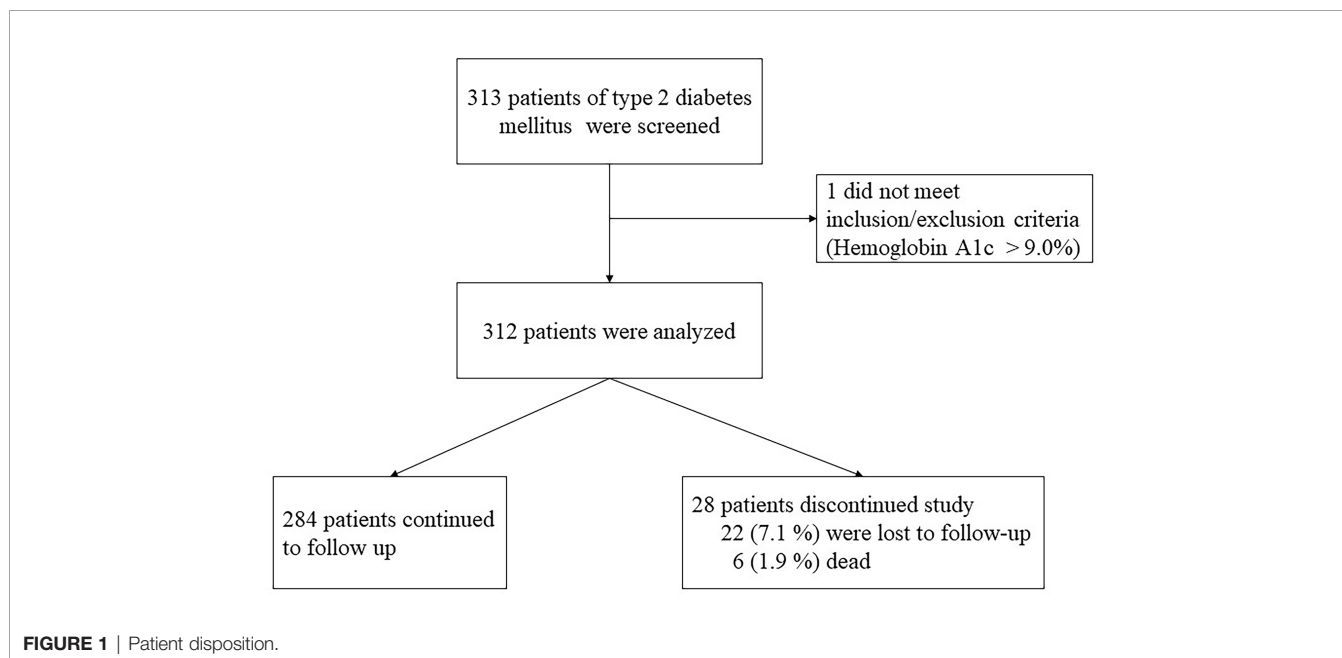 313 patients of type 2 diabetes
mellitus were screened
1 did not meet
inclusion/exclusion criteria
(Hemoglobin A1c > 9.0%)
312 patients were analyzed
284 patients continued
to follow up
28 patients discontinued study
22 (7.1 %) were lost to follow-up
6 (1.9 %) dead
FIGURE 1 | Patient disposition.